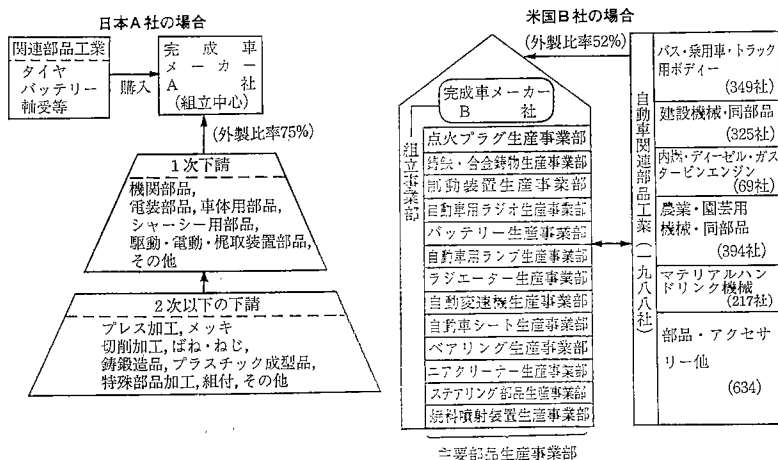 日本A社の場合
関連部品工業
タイヤ
バッテリー
軸受等
購入
完成車
メーカー
A社
(組立中心)
(外製比率75%)
1次下請
機関部品,
電装部品, 車体用部品,
シャーシー用部品,
駆動・電動・梶取装置部品,
その他
2次以下の下請
プレス加工, メッキ
切削加工, ばね・ねじ
鋳鍛造品, プラスチック成型品,
特殊部品加工, 組付, その他
米国B社の場合
(外製比率52%)
完成車メーカー
B社
組立事業部
点火プラグ生産事業部
鋳鉄・合金鋳物生産事業部
制動装置生産事業部
自動車用ラジオ生産事業部
バッテリー生産事業部
自動車用ランプ生産事業部
ラジエーター生産事業部
自動変速機生産事業部
自動車シート生産事業部
ベアリング生産事業部
エアクリーナー生産事業部
ステアリング部品生産事業部
燃料噴射装置生産事業部
主要部品生産事業部
自動車関連部品工業(一九八八社)
バス・乗用車・トラック
用ボディー
(349社)
建設機械・同部品
(325社)
内燃・ディーゼル・ガス
タービンエンジン
(69社)
農業・園芸用
機械・同部品
(394社)
マテリアルハン
ドリンク機械
(217社)
部品・アクセサ
リー他
(634)